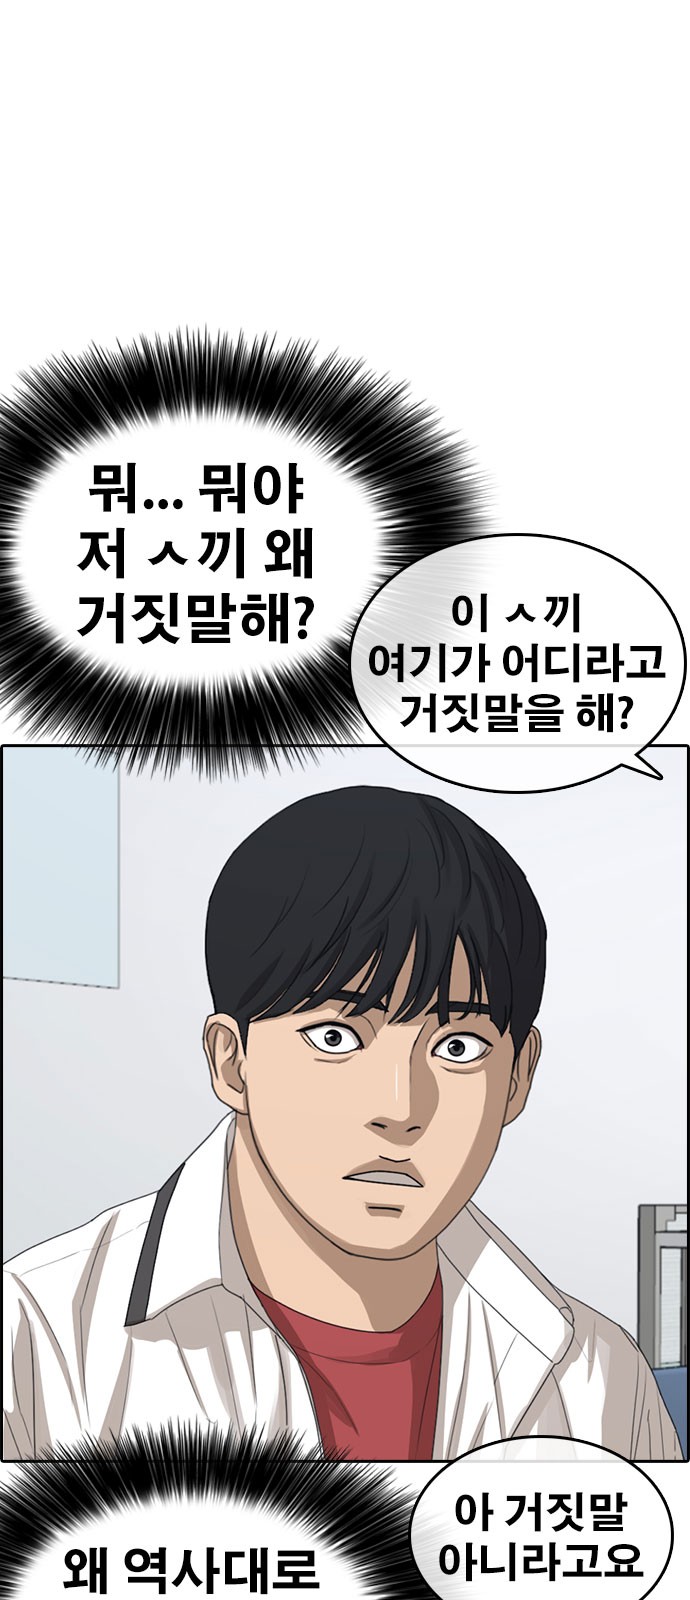 뭐... 뭐야
저 ㅅ끼 왜
거짓말해?
이 ㅅ끼
여기가 어디라고
거짓말을 해?
아 거짓말
아니라고요
왜 역사대로